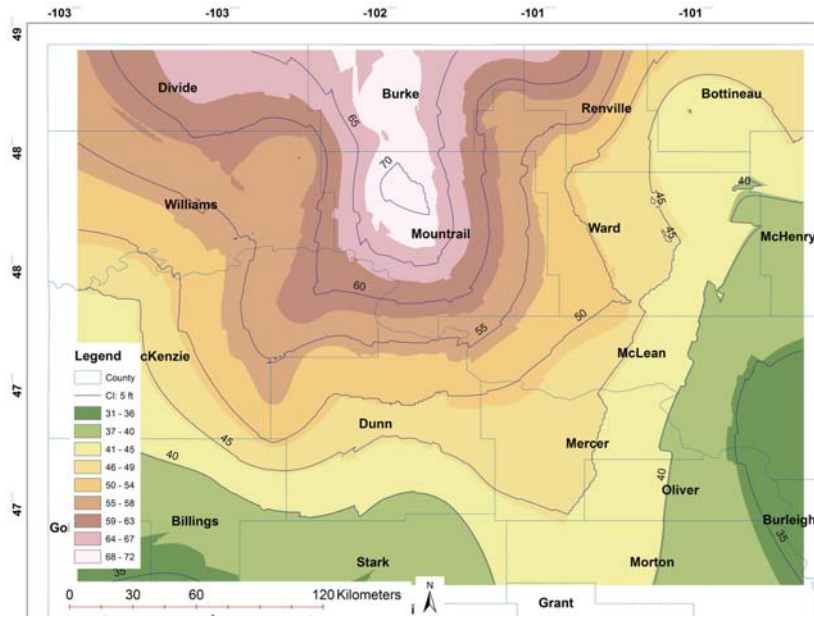 -103 -103 -102 -101 -101
49
Divide Burke Renville Bottineau
65
48
70
40
Williams
45
Mountrail Ward 45 McHenry
48
60
50
55
Legend
County
CI: 5 ft
31 - 36
37 - 40
41 - 45
46 - 49
50 - 54
55 - 58
59 - 63
64 - 67
68 - 72
cKenzie McLean
47
Dunn
45 Mercer
40
40
Oliver
47
Go Billings Burleigh
35
Stark Morton
35
N
0 30 60 120 Kilometers
Grant